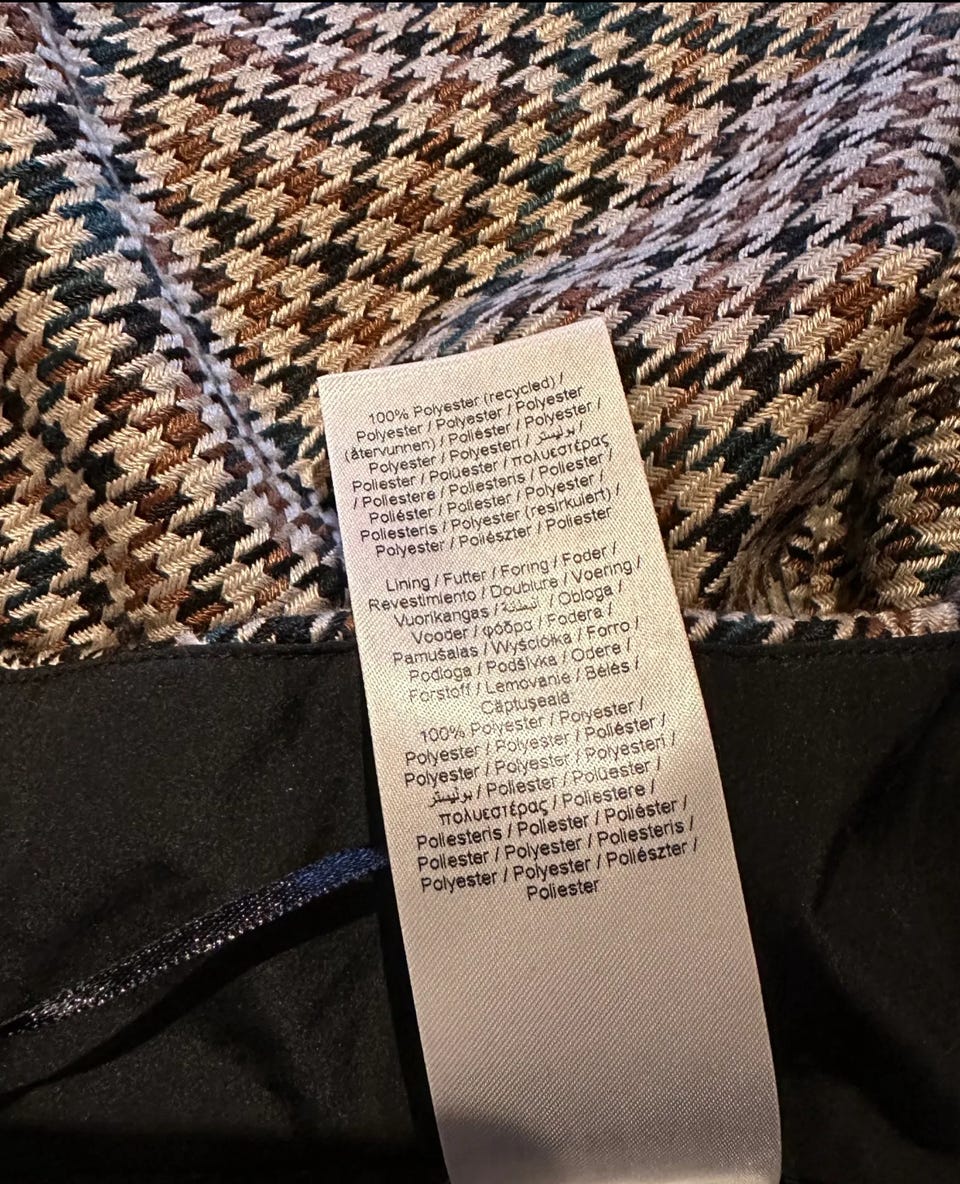 100% Polyester (recycled) /
Polyester / Polyester / Polyester
(återvunnen) / Poliéster / Polyester /
Polyester / Polyesteri / بوليستر /
Poliester / Polüester / πολυεστέρας
/ Poliestere / Poliesteris / Poliester /
Poliéster / Poliester / Polyester /
Poliesteris / Polyester (resirkulert) /
Polyester / Poliészter / Poliester
Lining / Futter / Foring / Foder /
Revestimiento / Doublure / Voering /
Vuorikangas / البطانة / Obloga /
Vooder / φόδρα / Fodera /
Pamušalas / Wyściółka / Forro /
Podloga / Podšívka / Odere /
Forstoff / Lemovanie / Bélés /
Căptușeală
100% Polyester / Polyester /
Polyester / Polyester / Poliéster /
Polyester / Polyester / Polyesteri /
بوليستر / Poliester / Polüester /
πολυεστέρας / Poliestere /
Poliesteris / Poliester / Poliéster /
Poliester / Polyester / Poliesteris /
Polyester / Polyester / Poliészter /
Poliester